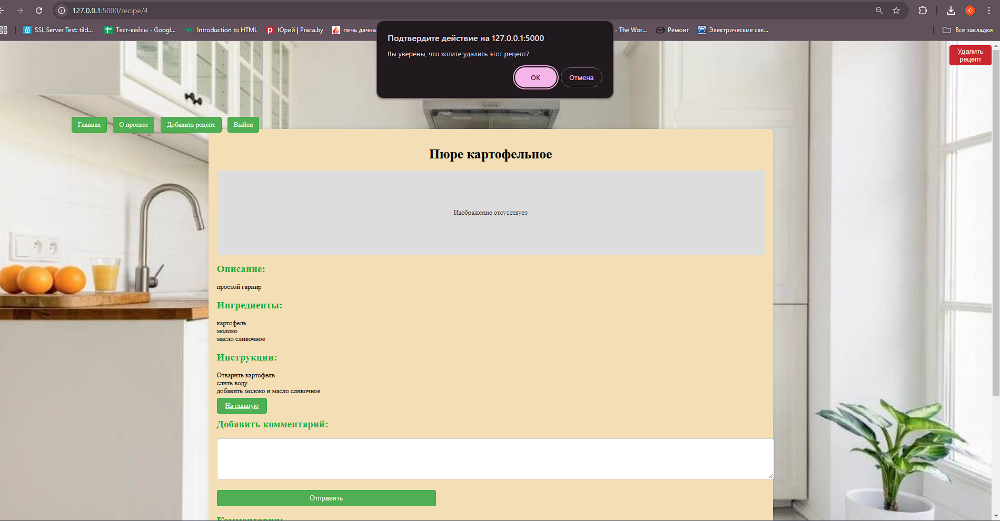 127.0.0.1:5000/recipe/4
Ю
SSL Server Test: tild...
Тест-кейсы - Googl...
Introduction to HTML
Юрий | Praca.by
печь дачна
- The Wor...
Ремонт
Электрические схе...
Все закладки
Подтвердите действие на 127.0.0.1:5000
Вы уверены, что хотите удалить этот рецепт?
ОК
Отмена
Удалить
рецепт
Главная
О проекте
Добавить рецепт
Выйти
Пюре картофельное
Изображение отсутствует
Описание:
простой гарнир
Ингредиенты:
картофель
молоко
масло сливочное
Инструкции:
Отварить картофель
слить воду
добавить молоко и масло сливочное
На главную
Добавить комментарий:
Отправить
Комментарии: